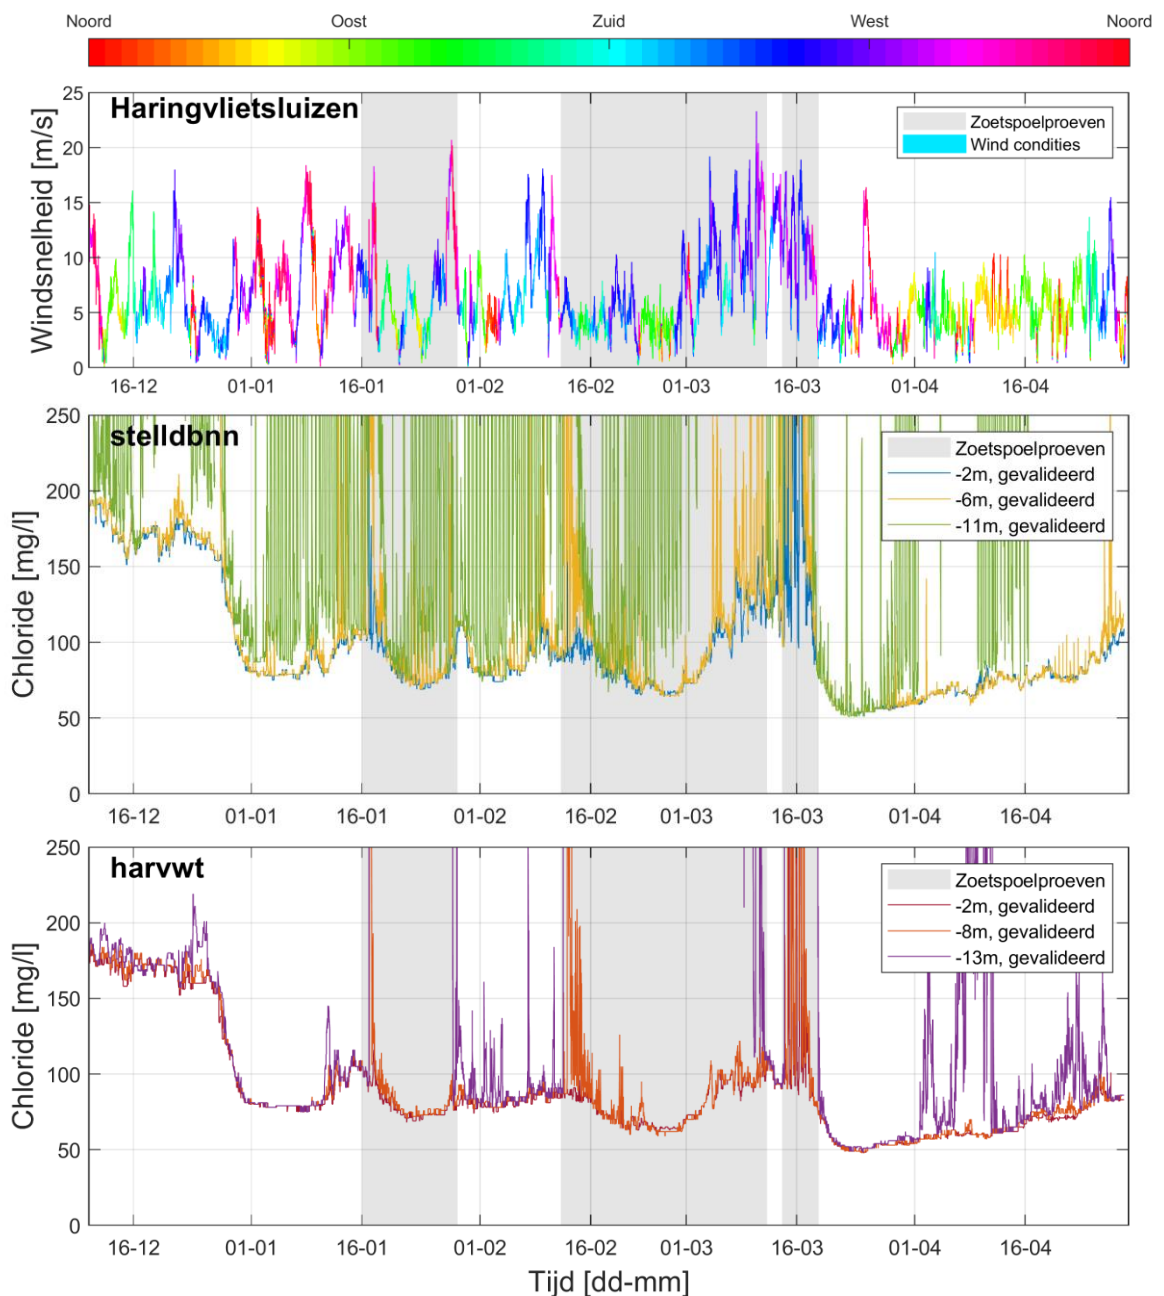 Noord Oost Zuid West Noord
Haringvlietsluizen
Windsnelheid [m/s]
25
20
15
10
5
0
Zoetspoelproeven
Wind condities
16-12 01-01 16-01 01-02 16-02 01-03 16-03 01-04 16-04
stelldbnn
Chloride [mg/l]
250
200
150
100
50
0
Zoetspoelproeven
-2m, gevalideerd
-6m, gevalideerd
-11m, gevalideerd
16-12 01-01 16-01 01-02 16-02 01-03 16-03 01-04 16-04
harvwt
Chloride [mg/l]
250
200
150
100
50
0
Zoetspoelproeven
-2m, gevalideerd
-8m, gevalideerd
-13m, gevalideerd
16-12 01-01 16-01 01-02 16-02 01-03 16-03 01-04 16-04
Tijd [dd-mm]